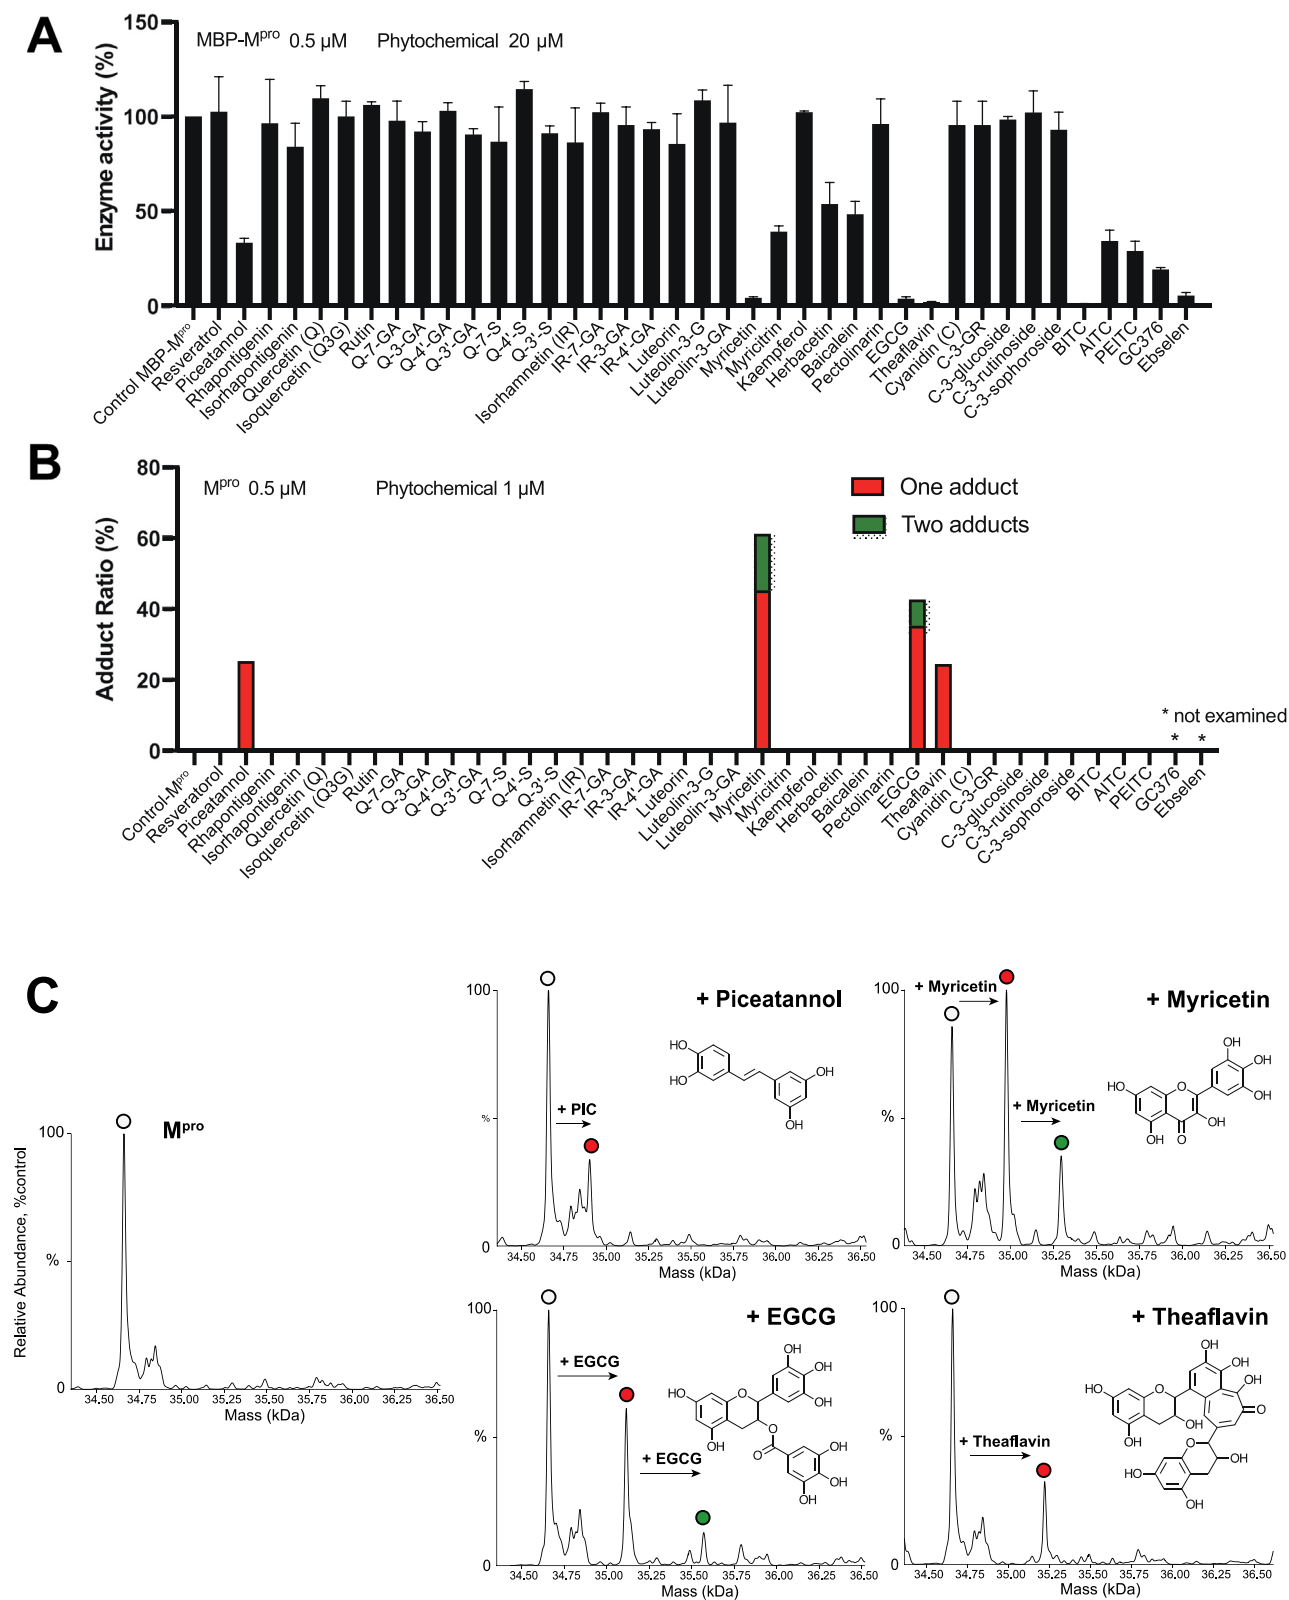 A
MBP-Mpro 0.5 µM Phytochemical 20 µM
Enzyme activity (%)
150
100
50
0
Control MBP-Mpro
Resveratrol
Piceatannol
Rhapontigenin
Isorhapontigenin
Quercetin (Q)
Isoquercetin (Q3G)
Rutin
Q-7-GA
Q-3-GA
Q-4'-GA
Q-3'-GA
Q-7-S
Q-4'-S
Q-3'-S
Isorhamnetin (IR)
IR-7-GA
IR-3-GA
IR-4'-GA
Luteorin
Luteolin-3-G
Luteolin-3-GA
Myricetin
Myricitrin
Kaempferol
Herbacetin
Baicalein
Pectolinarin
EGCG
Theaflavin
Cyanidin (C)
C-3-GR
C-3-glucoside
C-3-rutinoside
C-3-sophoroside
BITC
AITC
PEITC
GC376
Ebselen
B
Mpro 0.5 µM Phytochemical 1 µM
One adduct
Two adducts
Adduct Ratio (%)
80
60
40
20
0
* not examined
* *
Control-Mpro
Resveratorol
Piceatannol
Rhapontigenin
Isorhapontigenin
Quercetin (Q)
Isoquercetin (Q3G)
Rutin
Q-7-GA
Q-3-GA
Q-4'-GA
Q-3'-GA
Q-7-S
Q-4'-S
Q-3'-S
Isorhamnetin (IR)
IR-7-GA
IR-3-GA
IR-4'-GA
Luteorin
Luteolin-3-G
Luteolin-3-GA
Myricetin
Myricitrin
Kaempferol
Herbacetin
Baicalein
Pectolinarin
EGCG
Theaflavin
Cyanidin (C)
C-3-GR
C-3-glucoside
C-3-rutinoside
C-3-sophoroside
BITC
AITC
PEITC
GC376
Ebselen
C
Mpro
Relative Abundance, %control
100
%
0
34,50 34,75 35,00 35,25 35,50 35,75 36,00 36,25 36,50
Mass (kDa)
+ Piceatannol
100
%
0
+ PIC
HO
HO
OH
OH
34,50 34,75 35,00 35,25 35,50 35,75 36,00 36,25 36,50
Mass (kDa)
+ Myricetin
100
%
0
+ Myricetin
+ Myricetin
OH
OH
OH
HO
O
OH
OH
O
34,50 34,75 35,00 35,25 35,50 35,75 36,00 36,25 36,50
Mass (kDa)
+ EGCG
100
%
0
+ EGCG
+ EGCG
OH
OH
OH
HO
O
OH
O
O
OH
OH
OH
34,50 34,75 35,00 35,25 35,50 35,75 36,00 36,25 36,50
Mass (kDa)
+ Theaflavin
100
%
0
+ Theaflavin
OH
OH
OH
O
HO
O
OH
OH
O
OH
HO
OH
34,50 34,75 35,00 35,25 35,50 35,75 36,00 36,25 36,50
Mass (kDa)